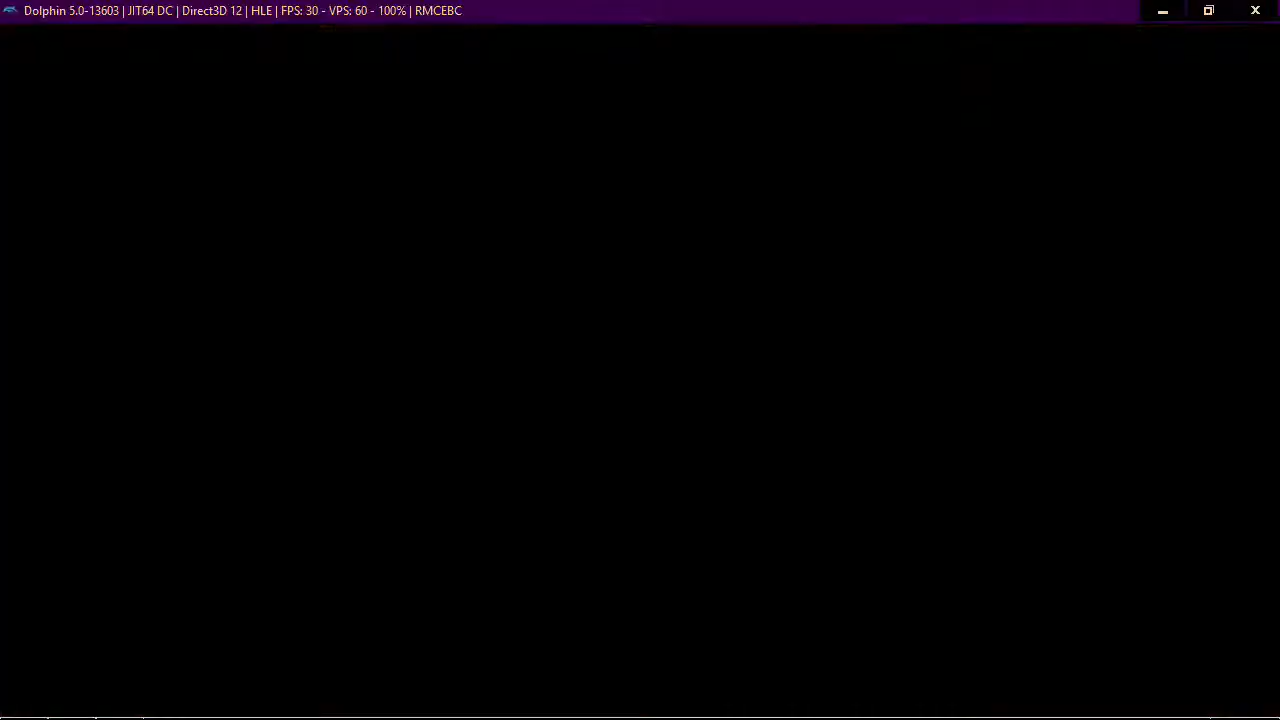 Dolphin 5.0-13603 | JIT64 DC | Direct3D 12 | HLE | FPS: 30 - VPS: 60 - 100% | RMCEBC